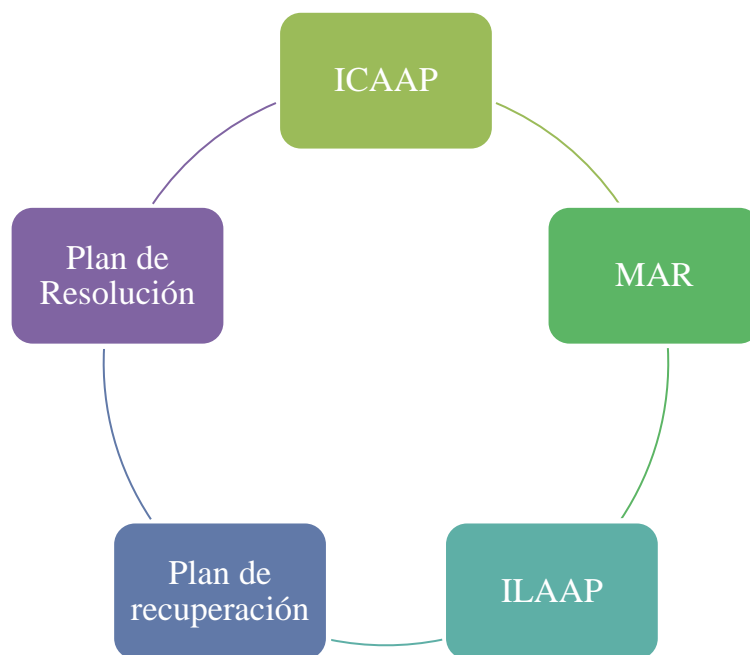 ICAAP
MAR
ILAAP
Plan de
recuperación
Plan de
Resolución